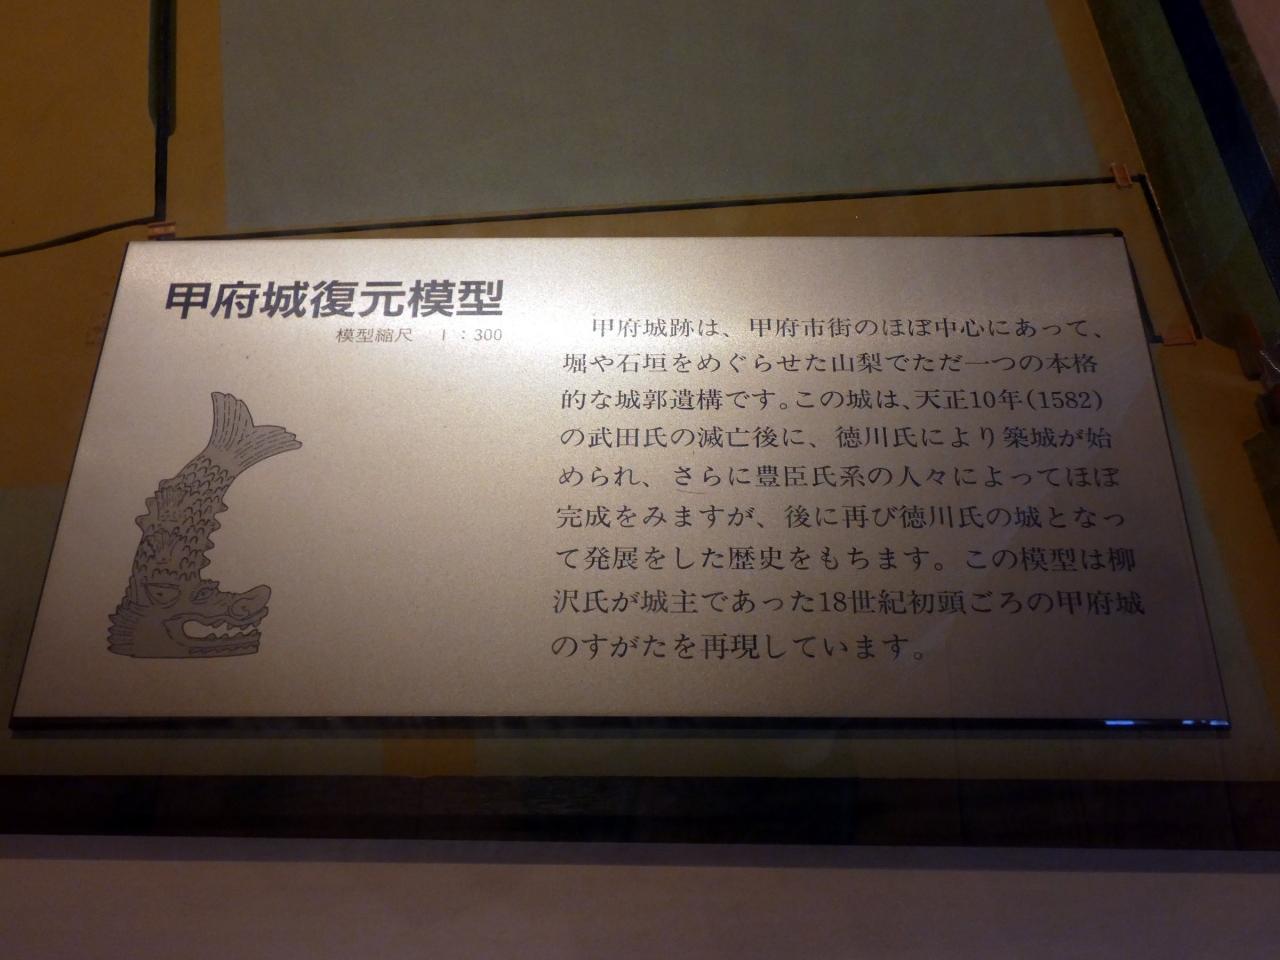 甲府城復元模型
模型縮尺　1：300
甲府城跡は、甲府市街のほぼ中心にあって、
堀や石垣をめぐらせた山梨でただ一つの本格
的な城郭遺構です。この城は、天正10年(1582)
の武田氏の滅亡後に、徳川氏により築城が始
められ、さらに豊臣氏系の人々によってほぼ
完成をみますが、後に再び徳川氏の城となっ
て発展をした歴史をもちます。この模型は柳
沢氏が城主であった18世紀初頭ごろの甲府城
のすがたを再現しています。